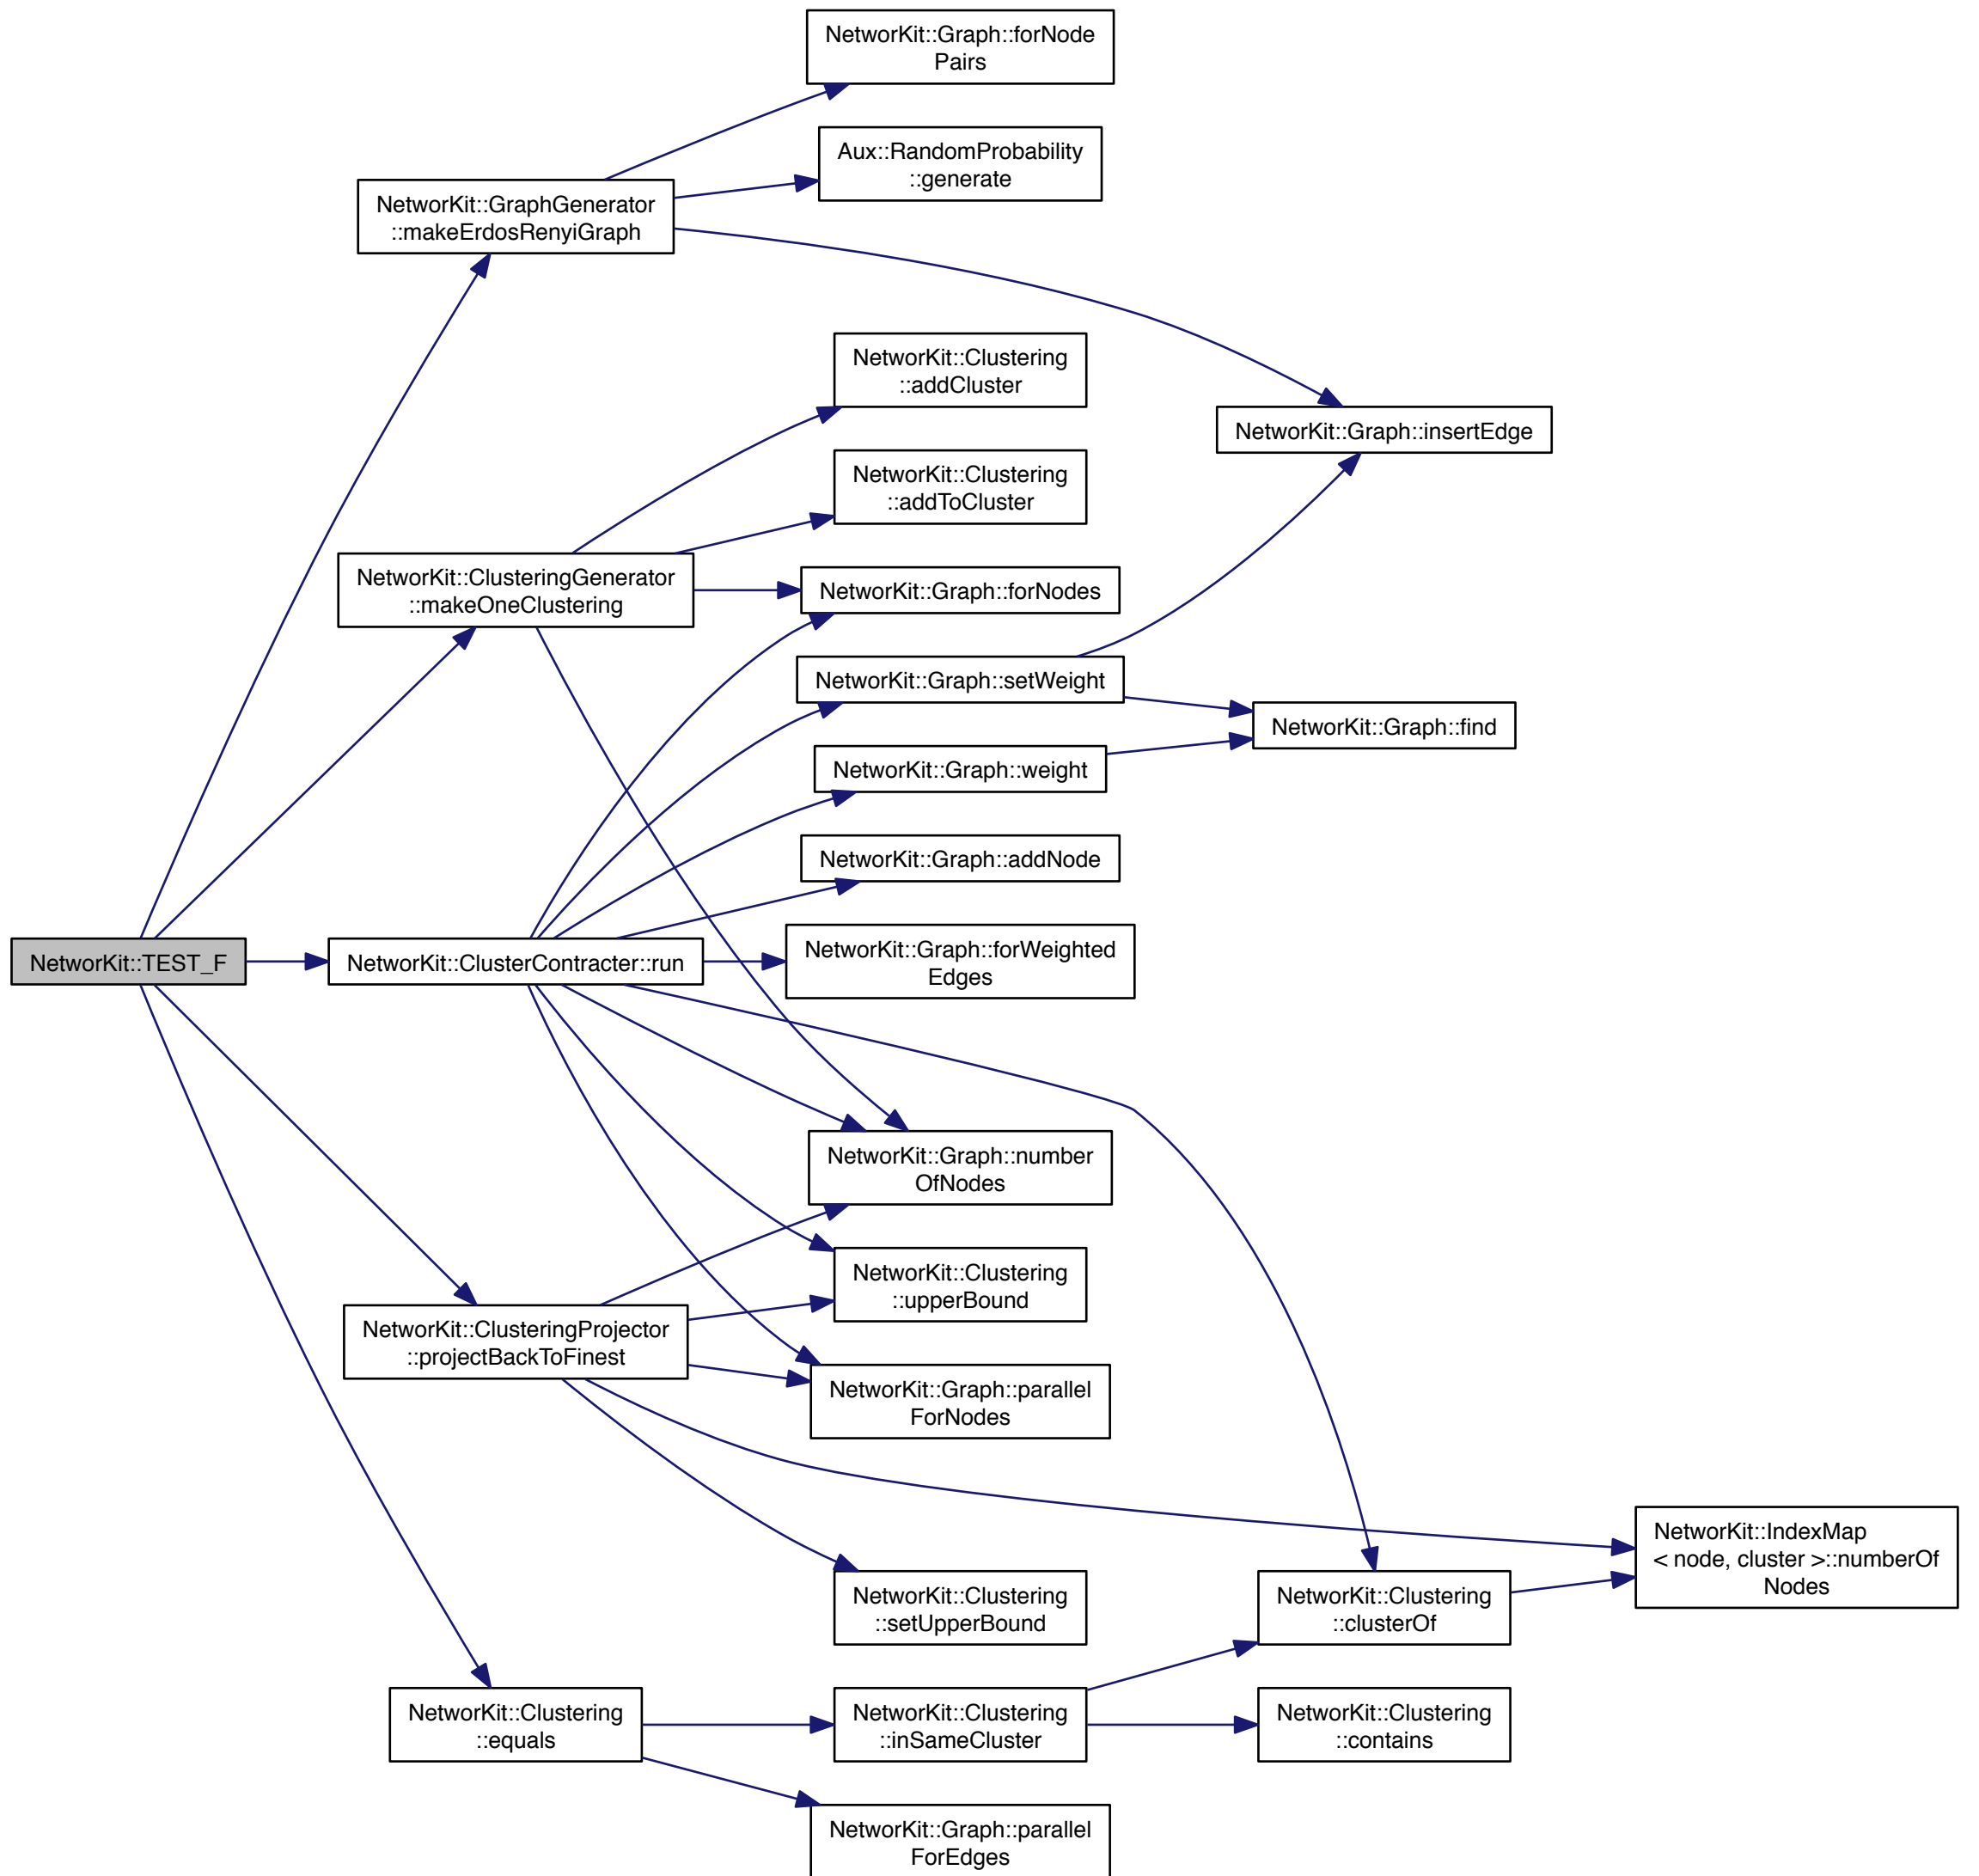 NetworKit::Graph::forNode
Pairs
Aux::RandomProbability
::generate
NetworKit::GraphGenerator
::makeErdosRenyiGraph
NetworKit::Clustering
::addCluster
NetworKit::Graph::insertEdge
NetworKit::Clustering
::addToCluster
NetworKit::ClusteringGenerator
::makeOneClustering
NetworKit::Graph::forNodes
NetworKit::Graph::setWeight
NetworKit::Graph::find
NetworKit::Graph::weight
NetworKit::Graph::addNode
NetworKit::TEST_F
NetworKit::ClusterContracter::run
NetworKit::Graph::forWeighted
Edges
NetworKit::Graph::number
OfNodes
NetworKit::Clustering
::upperBound
NetworKit::ClusteringProjector
::projectBackToFinest
NetworKit::Graph::parallel
ForNodes
NetworKit::IndexMap
< node, cluster >::numberOf
Nodes
NetworKit::Clustering
::setUpperBound
NetworKit::Clustering
::clusterOf
NetworKit::Clustering
::equals
NetworKit::Clustering
::inSameCluster
NetworKit::Clustering
::contains
NetworKit::Graph::parallel
ForEdges